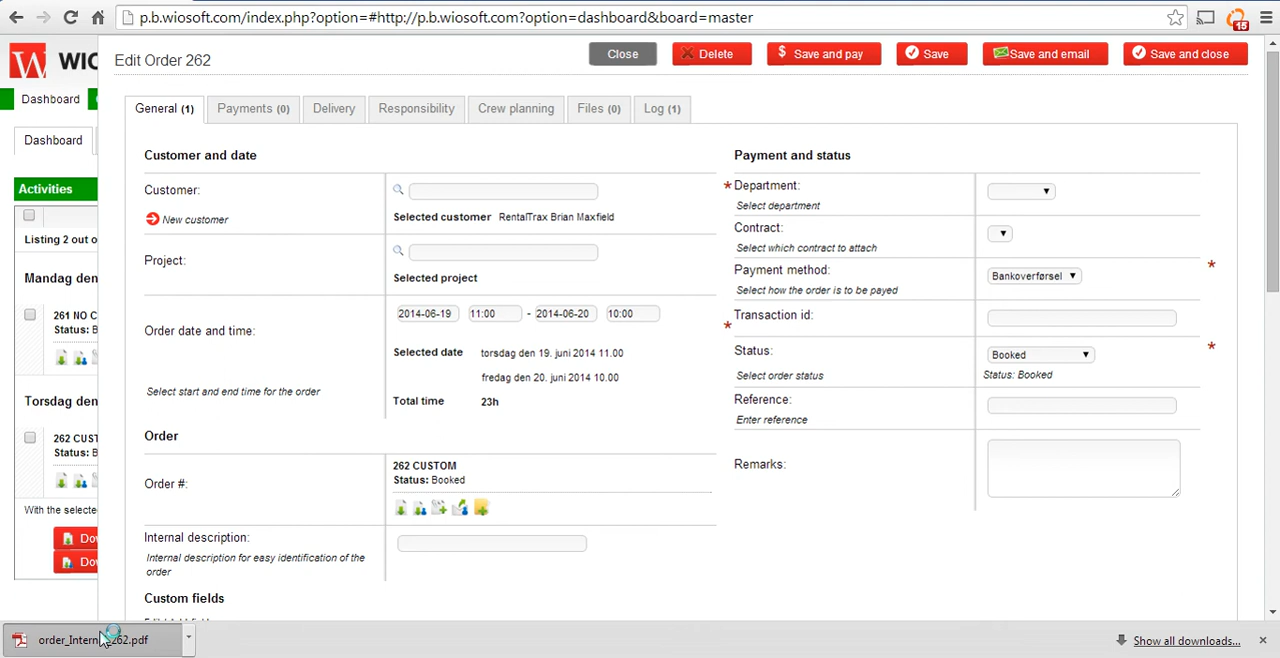 p.b.wiosoft.com/index.php?option=#http://p.b.wiosoft.com?option=dashboard&board=master
15
W WIO
Edit Order 262
Close
Delete
$ Save and pay
Save
Save and email
Save and close
Dashboard
General (1)
Payments (0)
Delivery
Responsibility
Crew planning
Files (0)
Log (1)
Dashboard
Activities
Listing 2 out o
Mandag den
261 NO C
Status: B
Torsdag den
262 CUST
Status: B
With the selecte
Dov
Dov
Customer and date
Customer:
New customer
Selected customer RentalTrax Brian Maxfield
Project:
Selected project
Order date and time:
2014-06-19 11:00 - 2014-06-20 10:00
Selected date torsdag den 19. juni 2014 11.00
fredag den 20. juni 2014 10.00
Select start and end time for the order
Total time 23h
Order
Order #:
262 CUSTOM
Status: Booked
Internal description:
Internal description for easy identification of the
order
Custom fields
Payment and status
* Department:
Select department
Contract:
Select which contract to attach
Payment method:
Select how the order is to be payed
Bankoverførsel
*
Transaction id:
*
Status:
Select order status
Booked
*
Status: Booked
Reference:
Enter reference
Remarks:
order_Intern 262.pdf
Show all downloads...